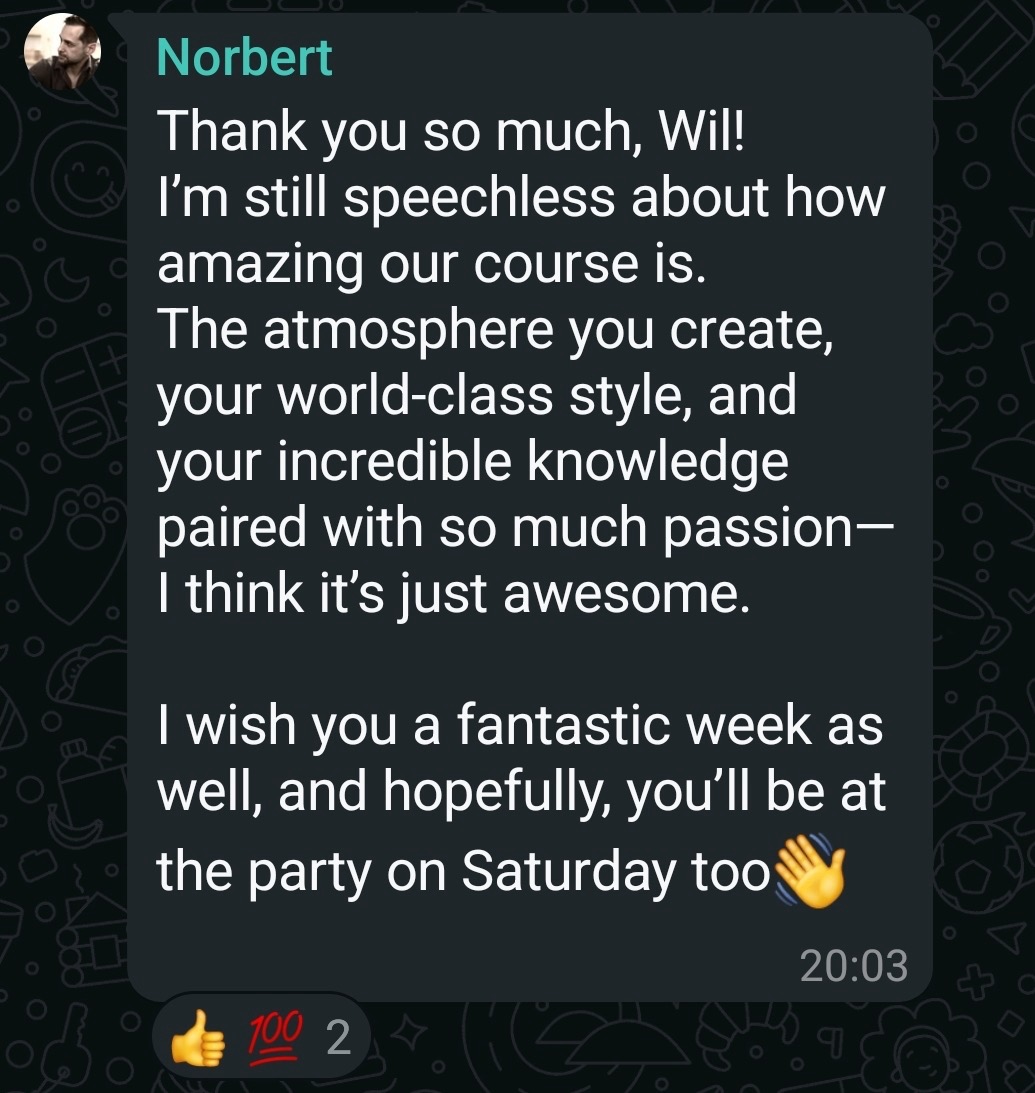 Norbert
Thank you so much, Wil!
I’m still speechless about how
amazing our course is.
The atmosphere you create,
your world-class style, and
your incredible knowledge
paired with so much passion—
I think it’s just awesome.
I wish you a fantastic week as
well, and hopefully, you’ll be at
the party on Saturday too👋
20:03
👍 💯 2